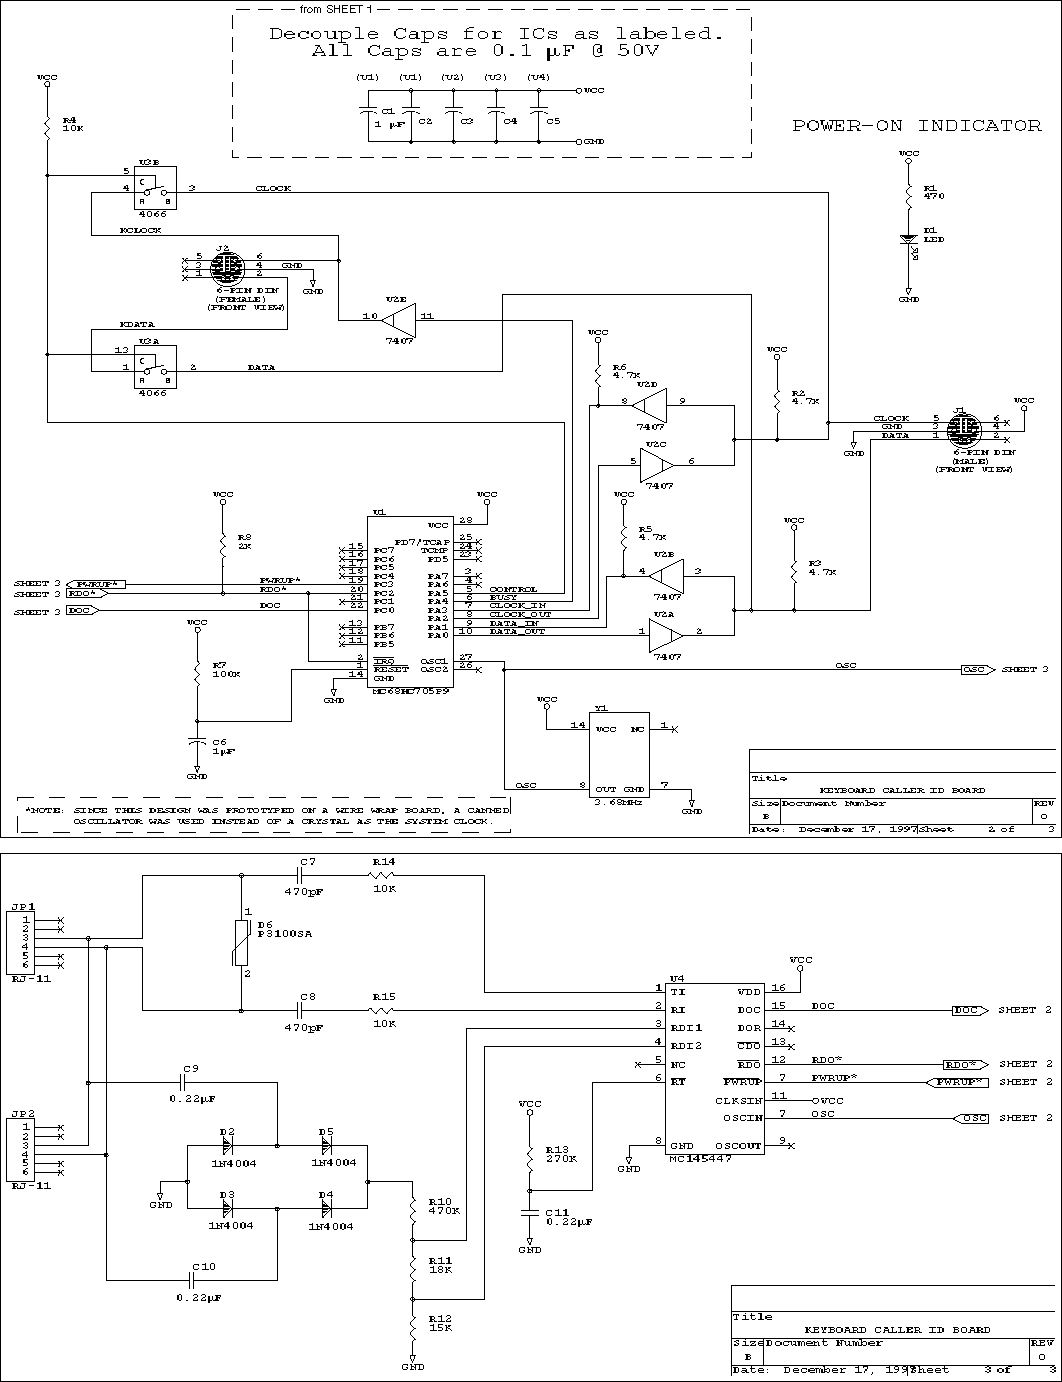 from SHEET 1
Decouple Caps for ICs as labeled.
All Caps are 0.1 µF @ 50V
(U1) (U1) (U2) (U3) (U4)
VCC
C1
1 µF
C2
C3
C4
C5
GND
POWER-ON INDICATOR
VCC
R1
470
D1
LED
GND
VCC
R4
10K
U3B
5
4
C
A B
3
4066
CLOCK
KCLOCK
J2
5
3
1
6
4
2
GND
GND
6-PIN DIN
(FEMALE)
(FRONT VIEW)
U2E
10
11
7407
KDATA
U3A
13
1
C
A B
2
4066
DATA
VCC
R6
4.7K
U2D
8
9
7407
VCC
R2
4.7K
U2C
5
6
7407
J1
CLOCK 5
GND 3
DATA 1
6
4
2
VCC
GND
6-PIN DIN
(MALE)
(FRONT VIEW)
VCC
R5
4.7K
U2B
4
3
7407
VCC
R3
4.7K
U2A
1
2
7407
VCC
R8
2K
SHEET 3 PWRUP*
SHEET 3 RDO*
SHEET 3 DOC
PWRUP*
RDO*
DOC
VCC
R7
100K
C6
1µF
GND
GND
U1
VCC
VCC 28
PD7/TCAP 25
TCMP 24
PD5 23
PA7 3
PA6 4
PA5 5 CONTROL
PA4 6 BUSY
PA3 7 CLOCK_IN
PA2 8 CLOCK_OUT
PA1 9 DATA_IN
PA0 10 DATA_OUT
OSC1 27
OSC2 26
15 PC7
16 PC6
17 PC5
18 PC4
19 PC3
20 PC2
21 PC1
22 PC0
13 PB7
12 PB6
11 PB5
2 IRQ
1 RESET
14 GND
MC68HC705P9
OSC
OSC SHEET 3
VCC
Y1
14 VCC NC 1
OSC 8 OUT GND 7
3.68MHz
GND
*NOTE: SINCE THIS DESIGN WAS PROTOTYPED ON A WIRE WRAP BOARD, A CANNED
OSCILLATOR WAS USED INSTEAD OF A CRYSTAL AS THE SYSTEM CLOCK.
Title
KEYBOARD CALLER ID BOARD
Size Document Number REV
B 0
Date: December 17, 1997 Sheet 2 of 3
C7
470pF
R14
10K
JP1
1
2
3
4
5
6
RJ-11
1
D6
P3100SA
2
C8
470pF
R15
10K
C9
0.22µF
JP2
1
2
3
4
5
6
RJ-11
D2
1N4004
D5
1N4004
D3
1N4004
D4
1N4004
GND
C10
0.22µF
R10
470K
R11
18K
R12
15K
GND
VCC
R13
270K
C11
0.22µF
GND
VCC
U4
1 TI
2 RI
3 RDI1
4 RDI2
5 NC
6 RT
8 GND
VDD 16
DOC 15 DOC
DOR 14
CDO 13
RDO 12 RDO*
PWRUP 7 PWRUP*
CLKSIN 11 OVCC
OSCIN 7 OSC
OSCOUT 9
MC145447
GND
DOC SHEET 2
RDO* SHEET 2
PWRUP* SHEET 2
OSC SHEET 2
Title
KEYBOARD CALLER ID BOARD
Size Document Number REV
B 0
Date: December 17, 1997 Sheet 3 of 3